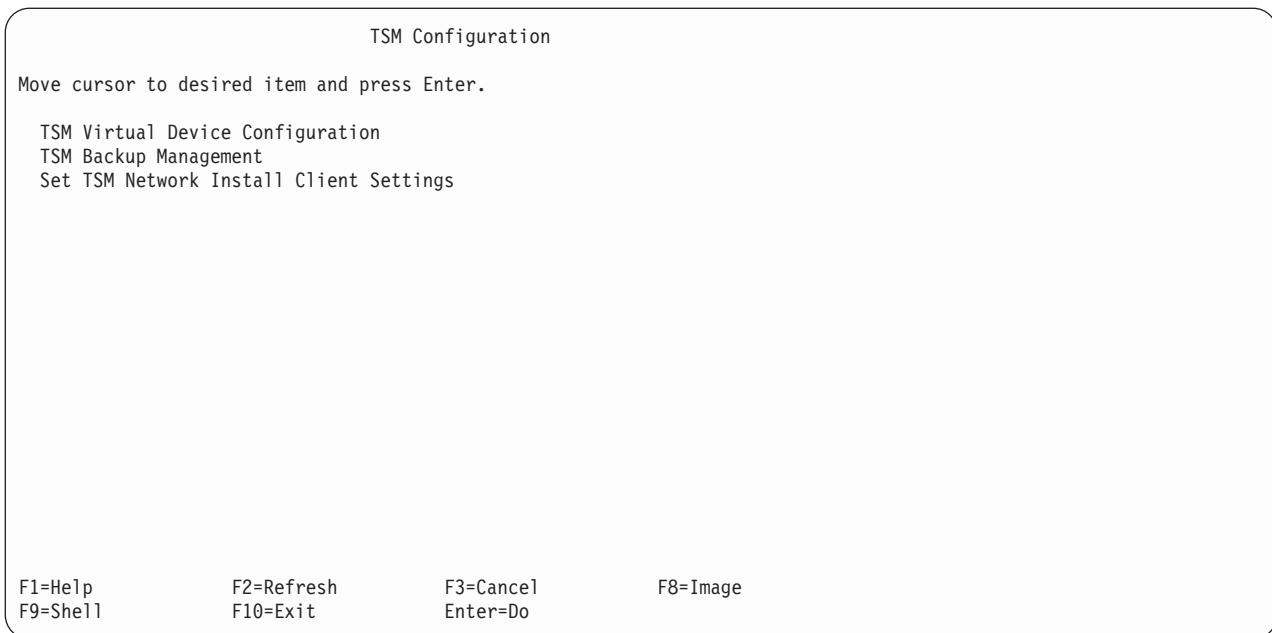 TSM Configuration
Move cursor to desired item and press Enter.
TSM Virtual Device Configuration
TSM Backup Management
Set TSM Network Install Client Settings
F1=Help F2=Refresh F3=Cancel F8=Image
F9=Shell F10=Exit Enter=Do